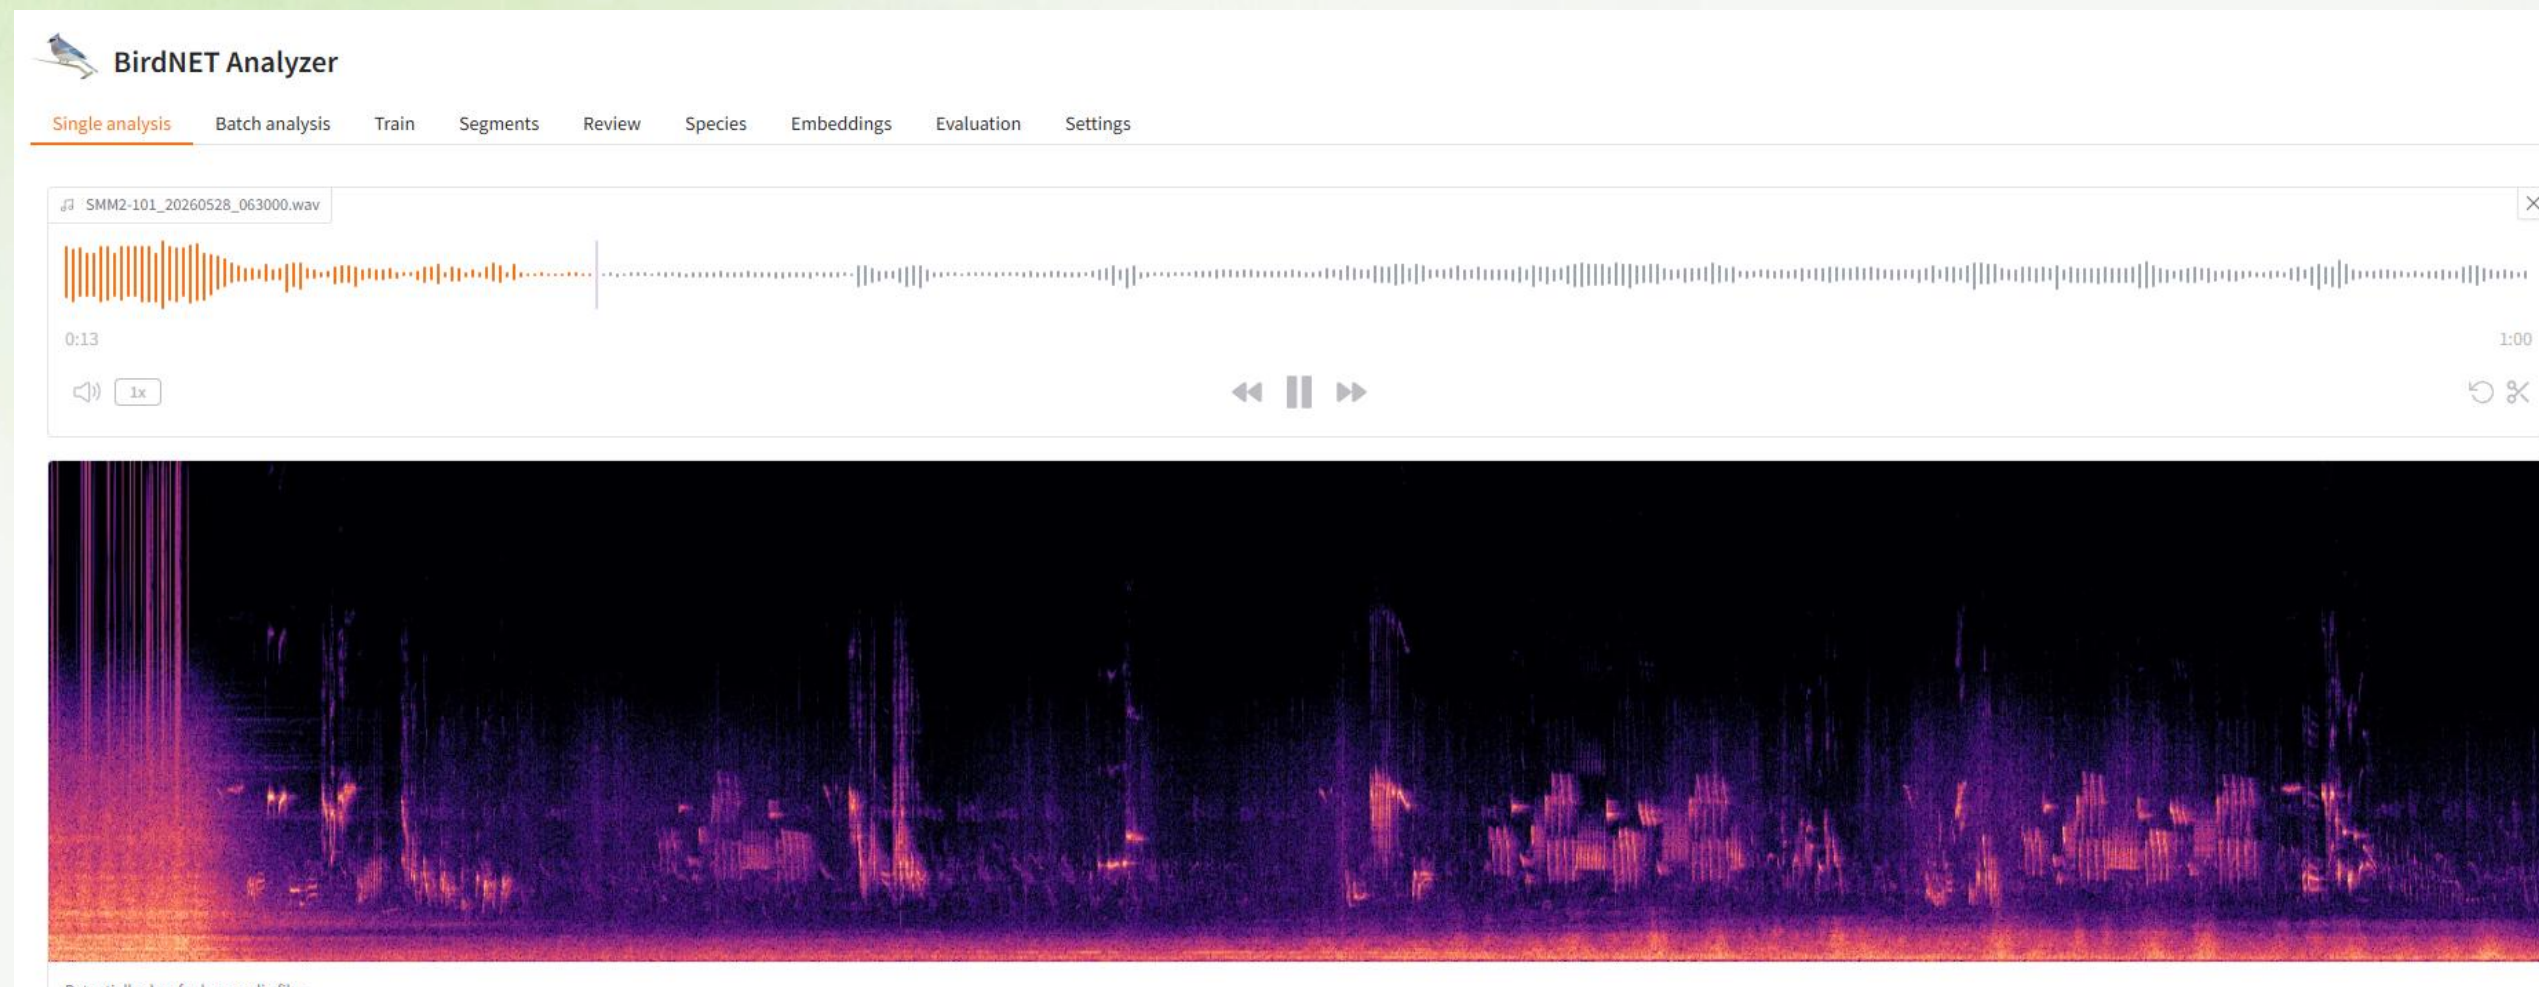 BirdNET Analyzer
Single analysis Batch analysis Train Segments Review Species Embeddings Evaluation Settings
SMM2-101_20260528_063000.wav
0:13 1:00
1x